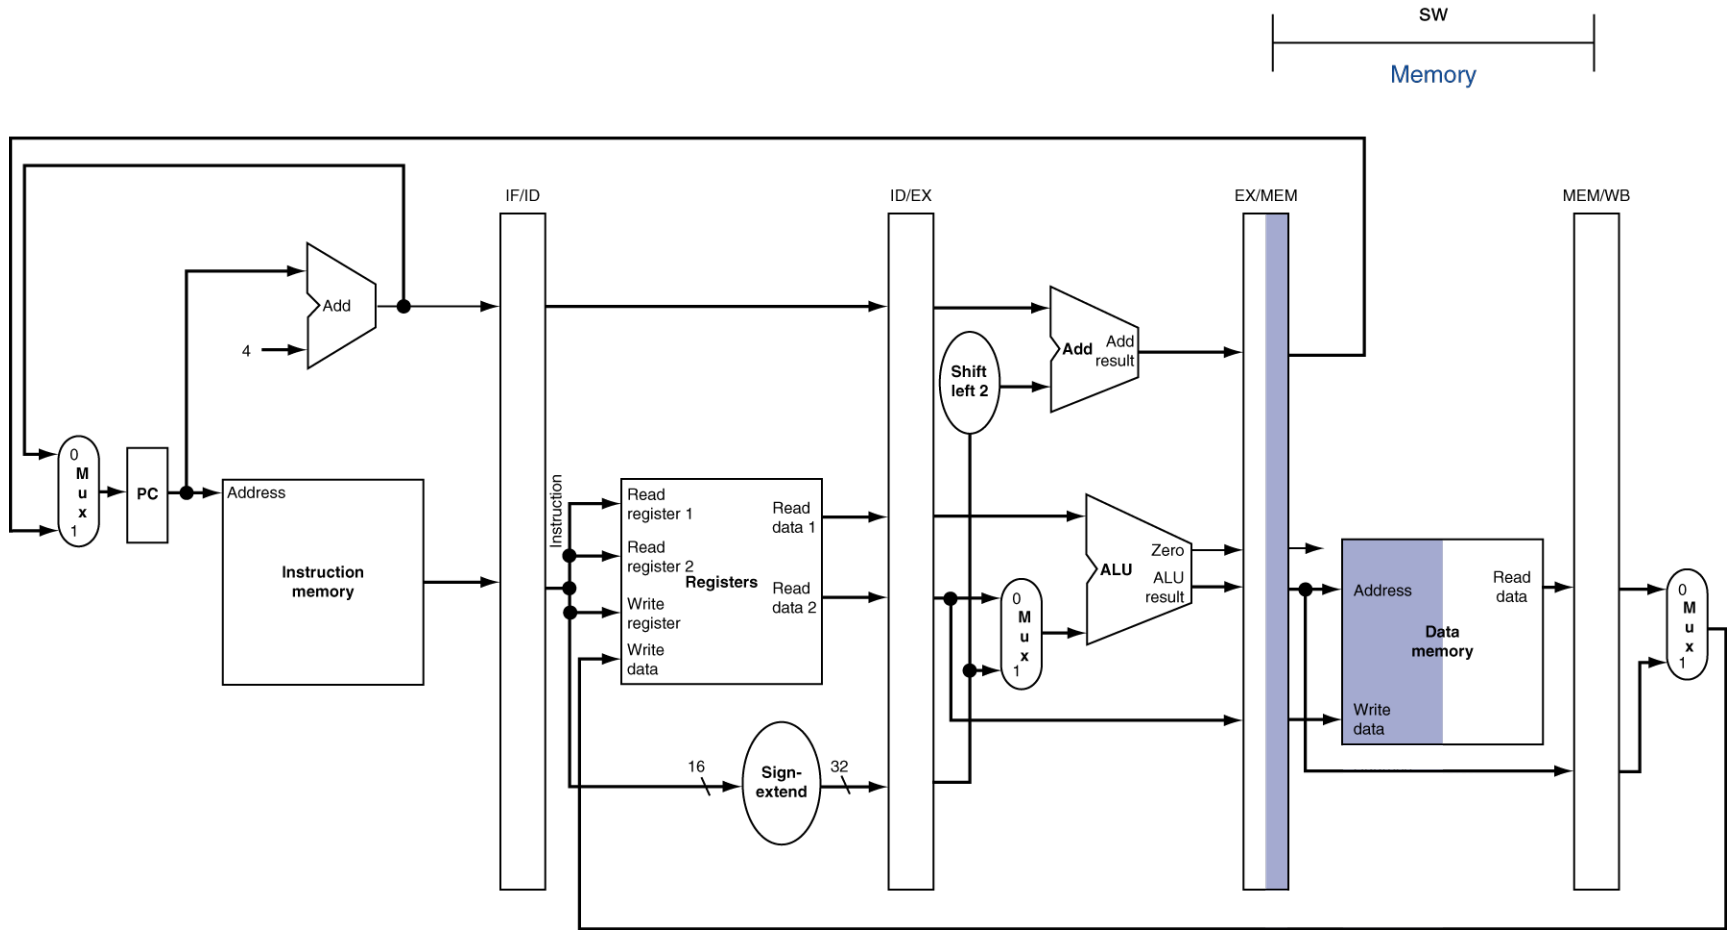 SW
Memory
IF/ID
ID/EX
EX/MEM
MEM/WB
Add
4
Add
Add
result
Shift
left 2
0
M
u
x
1
PC
Address
Instruction
memory
Instruction
Read
register 1
Read
register 2
Write
register
Write
data
Registers
Read
data 1
Read
data 2
16
Sign-
extend
32
0
M
u
x
1
Zero
ALU
ALU
result
Address
Read
data
Data
memory
Write
data
0
M
u
x
1